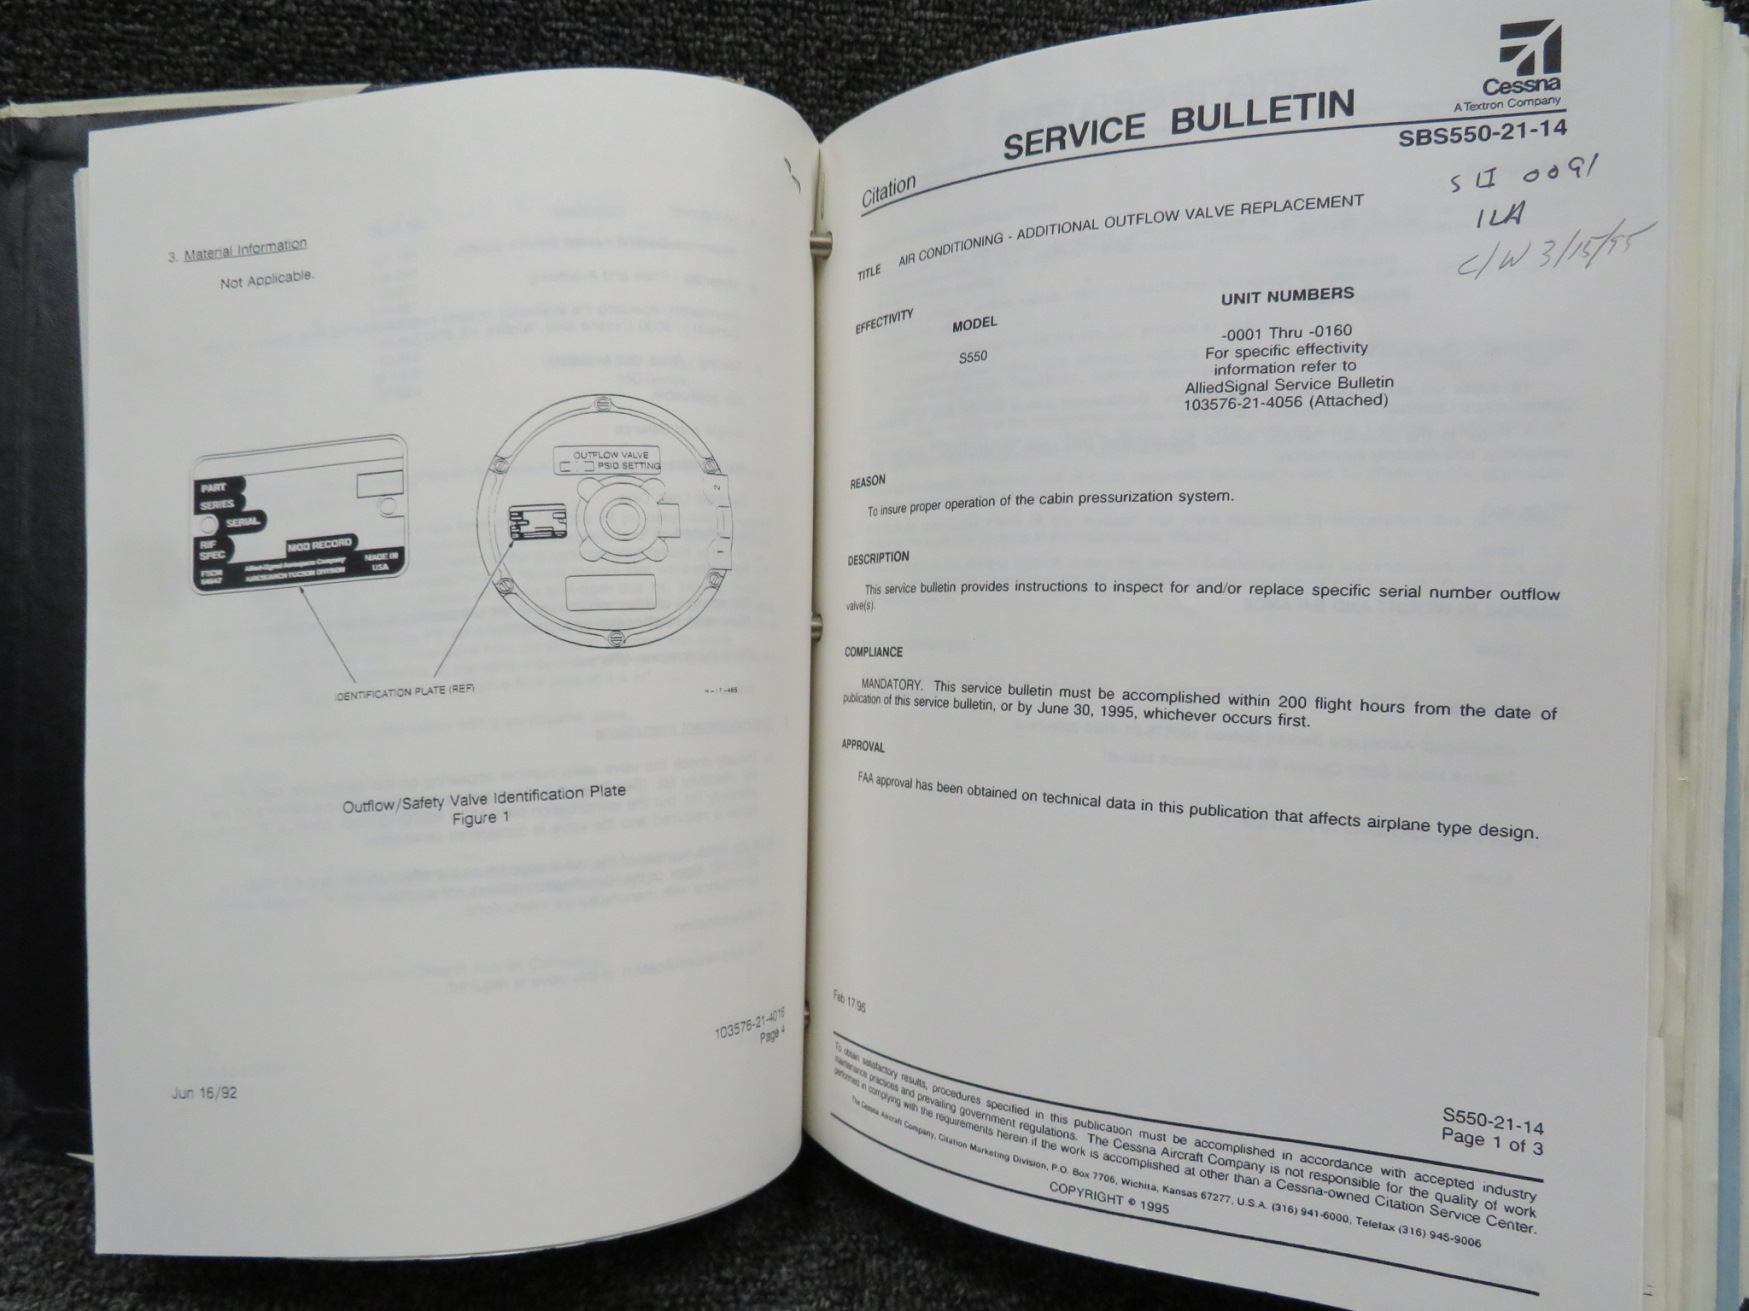 3. Material Information
Not Applicable.
PART
SERIES
SERIAL
RIF
SPEC
MOD RECORD
MADE IN
USA
OUTFLOW VALVE
PSID SETTING
2
1
IDENTIFICATION PLATE (REF)
Outflow/Safety Valve Identification Plate
Figure 1
103576-21-4016
Page 4
Jun 16/92
Cessna
A Textron Company
SERVICE BULLETIN
SBS550-21-14
Citation
0091
C/W 3/15/95
TITLE AIR CONDITIONING - ADDITIONAL OUTFLOW VALVE REPLACEMENT
EFFECTIVITY
MODEL
UNIT NUMBERS
S550
-0001 Thru -0160
For specific effectivity
information refer to
AlliedSignal Service Bulletin
103576-21-4056 (Attached)
REASON
To insure proper operation of the cabin pressurization system.
DESCRIPTION
This service bulletin provides instructions to inspect for and/or replace specific serial number outflow
valve(s).
COMPLIANCE
MANDATORY. This service bulletin must be accomplished within 200 flight hours from the date of
publication of this service bulletin, or by June 30, 1995, whichever occurs first.
APPROVAL
FAA approval has been obtained on technical data in this publication that affects airplane type design.
Feb 17/95
S550-21-14
Page 1 of 3
To obtain satisfactory results, procedures specified in this publication must be accomplished in accordance with accepted industry
maintenance practices and prevailing government regulations. The Cessna Aircraft Company is not responsible for the quality of work
performed in complying with the requirements herein if the work is accomplished at other than a Cessna-owned Citation Service Center.
The Cessna Aircraft Company, Citation Marketing Division, P.O. Box 7706, Wichita, Kansas 67277, U.S.A. (316) 941-6000, Telefax (316) 945-9006
COPYRIGHT © 1995